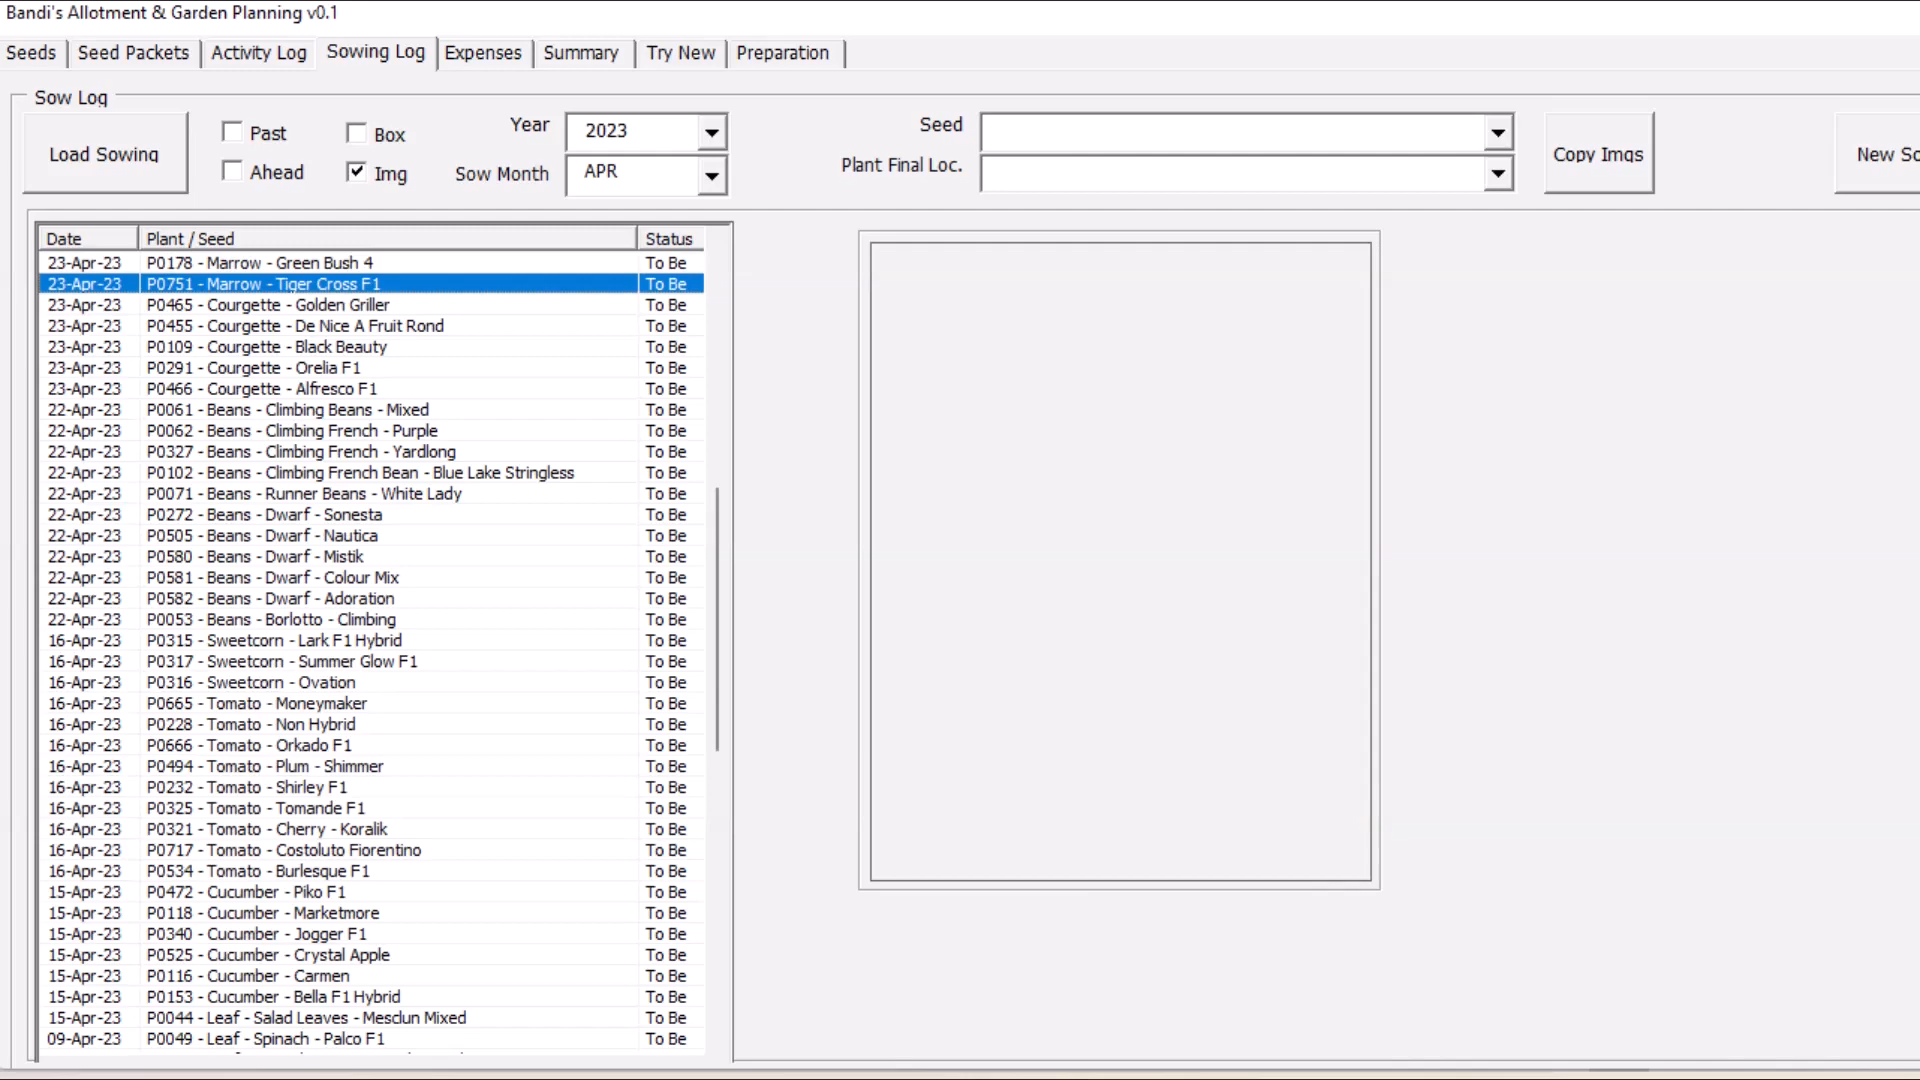 Bandi's Allotment & Garden Planning v0.1
Seeds Seed Packets Activity Log Sowing Log Expenses Summary Try New Preparation
Sow Log
Load Sowing
Past
Box
Ahead
Img
Year 2023
Sow Month APR
Seed
Plant Final Loc.
Copy Imgs
New So
Date Plant / Seed Status
23-Apr-23 P0178 - Marrow - Green Bush 4 To Be
23-Apr-23 P0751 - Marrow - Tiger Cross F1 To Be
23-Apr-23 P0465 - Courgette - Golden Griller To Be
23-Apr-23 P0455 - Courgette - De Nice A Fruit Rond To Be
23-Apr-23 P0109 - Courgette - Black Beauty To Be
23-Apr-23 P0291 - Courgette - Orelia F1 To Be
23-Apr-23 P0466 - Courgette - Alfresco F1 To Be
22-Apr-23 P0061 - Beans - Climbing Beans - Mixed To Be
22-Apr-23 P0062 - Beans - Climbing French - Purple To Be
22-Apr-23 P0327 - Beans - Climbing French - Yardlong To Be
22-Apr-23 P0102 - Beans - Climbing French Bean - Blue Lake Stringless To Be
22-Apr-23 P0071 - Beans - Runner Beans - White Lady To Be
22-Apr-23 P0272 - Beans - Dwarf - Sonesta To Be
22-Apr-23 P0505 - Beans - Dwarf - Nautica To Be
22-Apr-23 P0580 - Beans - Dwarf - Mistik To Be
22-Apr-23 P0581 - Beans - Dwarf - Colour Mix To Be
22-Apr-23 P0582 - Beans - Dwarf - Adoration To Be
22-Apr-23 P0053 - Beans - Borlotto - Climbing To Be
16-Apr-23 P0315 - Sweetcorn - Lark F1 Hybrid To Be
16-Apr-23 P0317 - Sweetcorn - Summer Glow F1 To Be
16-Apr-23 P0316 - Sweetcorn - Ovation To Be
16-Apr-23 P0665 - Tomato - Moneymaker To Be
16-Apr-23 P0228 - Tomato - Non Hybrid To Be
16-Apr-23 P0666 - Tomato - Orkado F1 To Be
16-Apr-23 P0494 - Tomato - Plum - Shimmer To Be
16-Apr-23 P0232 - Tomato - Shirley F1 To Be
16-Apr-23 P0325 - Tomato - Tomande F1 To Be
16-Apr-23 P0321 - Tomato - Cherry - Koralik To Be
16-Apr-23 P0717 - Tomato - Costoluto Fiorentino To Be
16-Apr-23 P0534 - Tomato - Burlesque F1 To Be
15-Apr-23 P0472 - Cucumber - Piko F1 To Be
15-Apr-23 P0118 - Cucumber - Marketmore To Be
15-Apr-23 P0340 - Cucumber - Jogger F1 To Be
15-Apr-23 P0525 - Cucumber - Crystal Apple To Be
15-Apr-23 P0116 - Cucumber - Carmen To Be
15-Apr-23 P0153 - Cucumber - Bella F1 Hybrid To Be
15-Apr-23 P0044 - Leaf - Salad Leaves - Mesclun Mixed To Be
09-Apr-23 P0049 - Leaf - Spinach - Palco F1 To Be